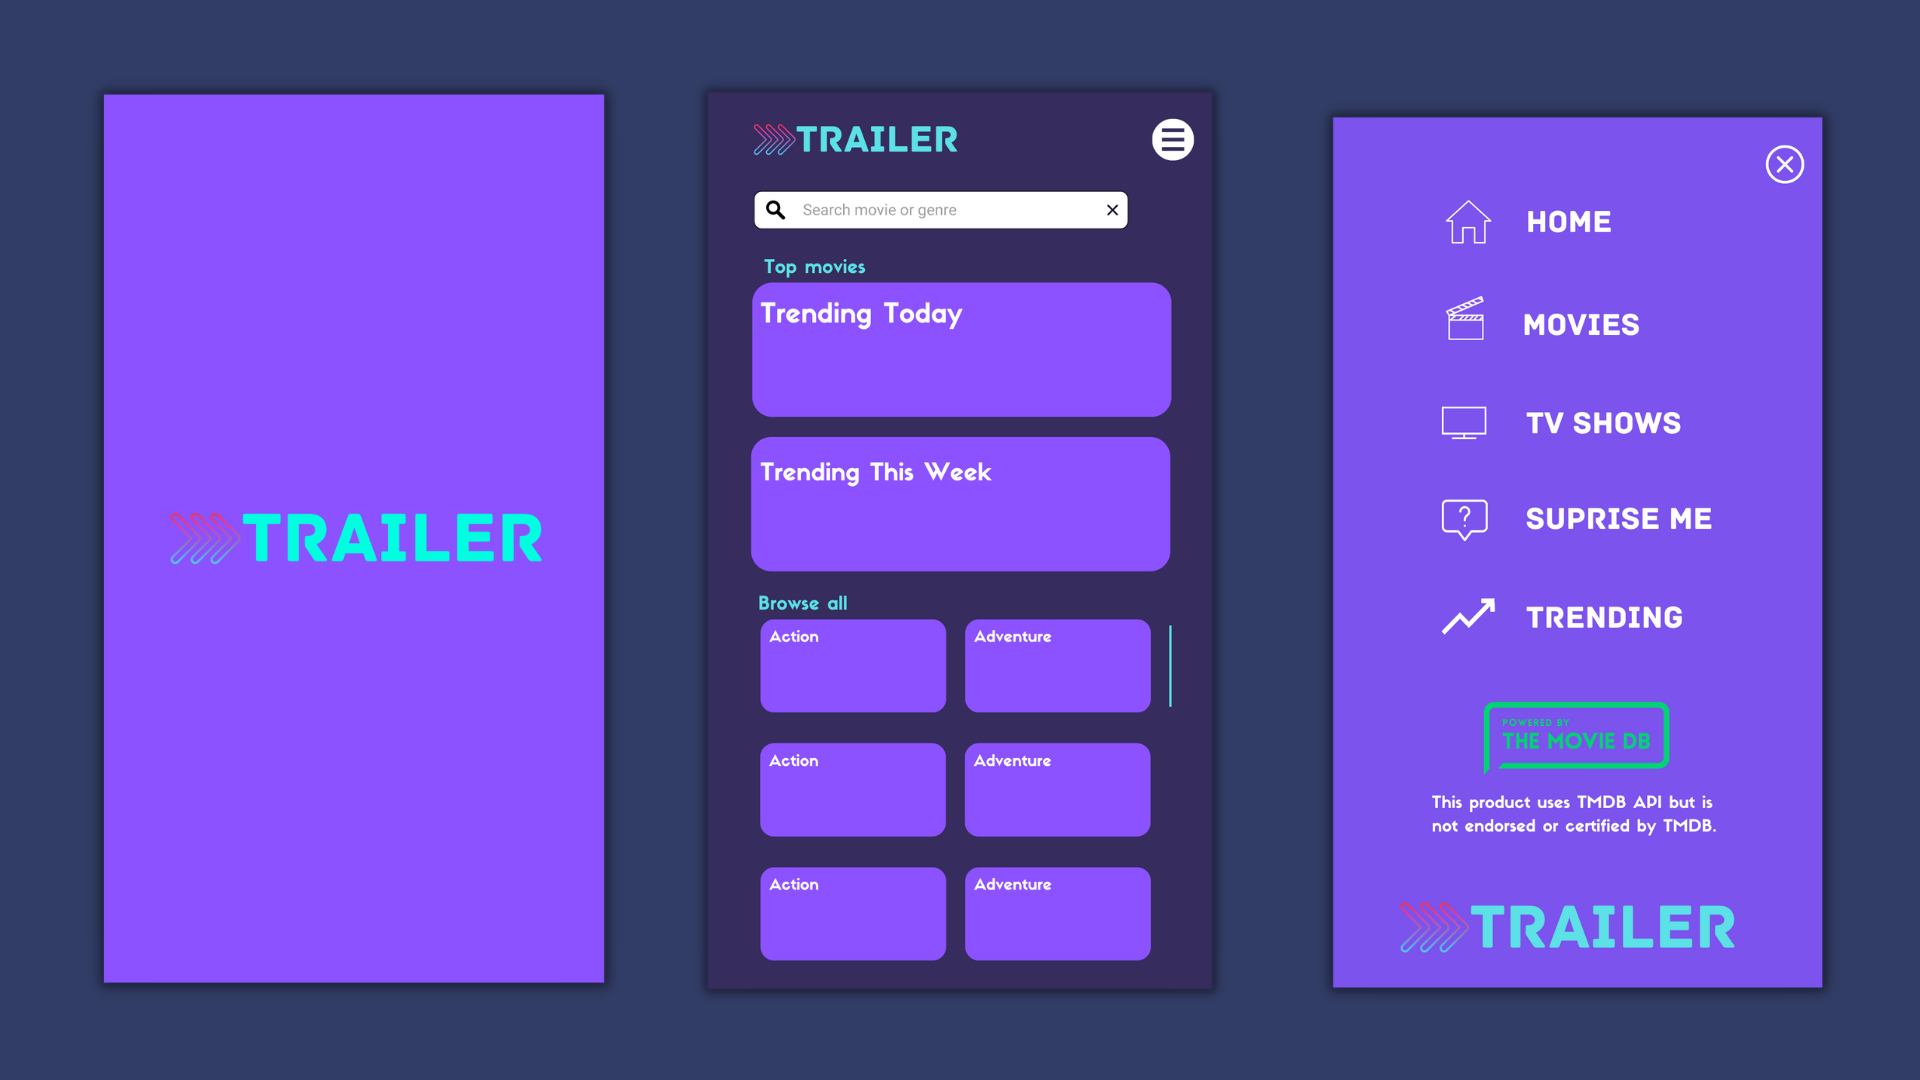 TRAILER
TRAILER
Search movie or genre
Top movies
Trending Today
Trending This Week
Browse all
Action
Adventure
Action
Adventure
Action
Adventure
HOME
MOVIES
TV SHOWS
SUPRISE ME
TRENDING
POWERED BY
THE MOVIE DB
This product uses TMDB API but is
not endorsed or certified by TMDB.
TRAILER